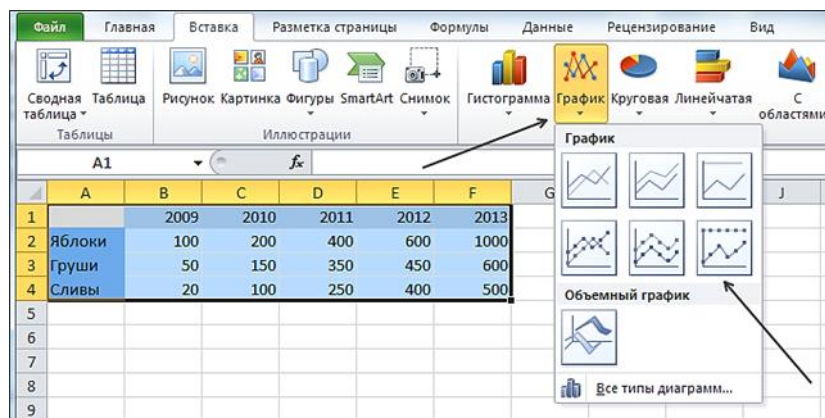 Файл Главная Вставка Разметка страницы Формулы Данные Рецензирование Вид
Сводная таблица Таблица Рисунок Картинка Фигуры SmartArt Снимок Гистограмма График Круговая Линейчатая С областями
Таблицы Иллюстрации
График
A1 fx
A B C D E F G J
1 2009 2010 2011 2012 2013
2 Яблоки 100 200 400 600 1000
3 Груши 50 150 350 450 600
4 Сливы 20 100 250 400 500
Объемный график
5
6
7
8
Все типы диаграмм...
9